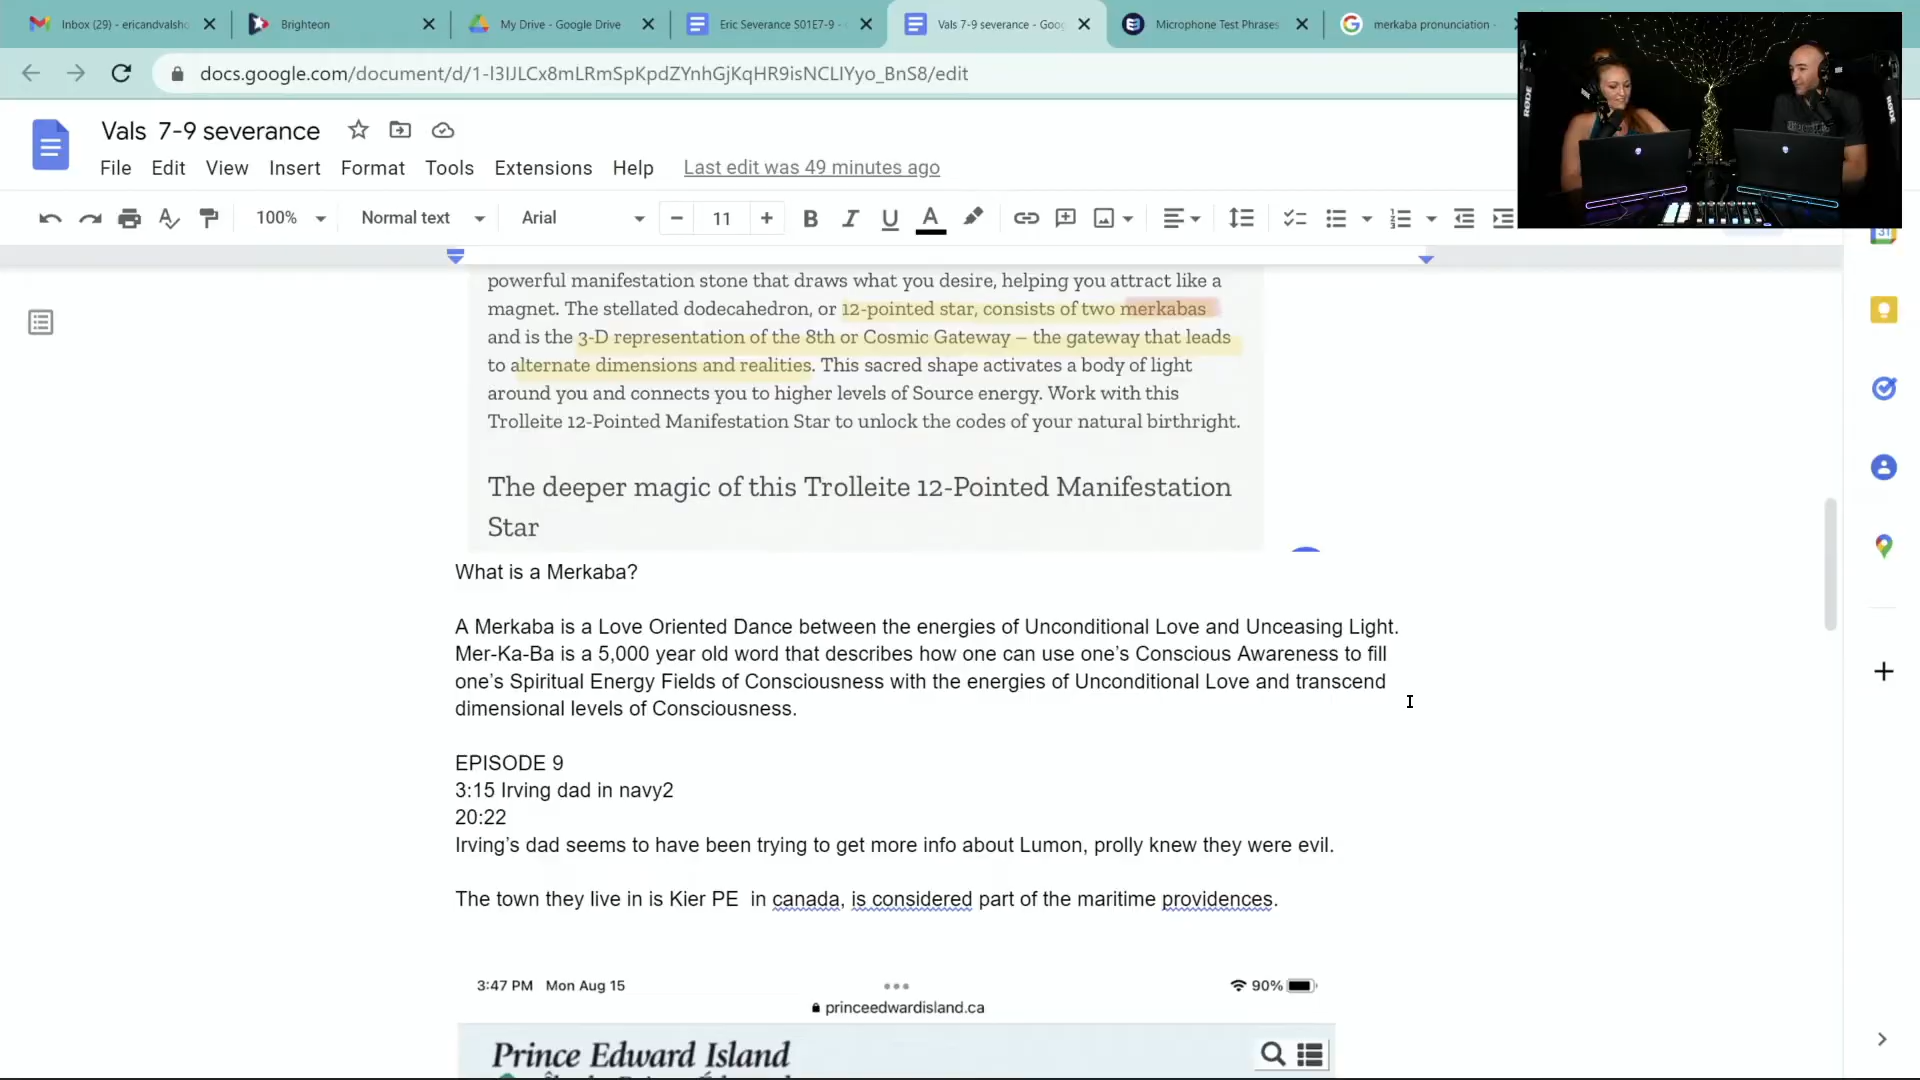 Inbox (29) - ericandvalsho
Brighteon
My Drive - Google Drive
Eric Severance S01E7-9 -
Vals 7-9 severance - Goo
Microphone Test Phrases
merkaba pronunciation -
docs.google.com/document/d/1-l3IJLCx8mLRmSpKpdZYnhGjKqHR9isNCLIYyo_BnS8/edit
Vals 7-9 severance
File Edit View Insert Format Tools Extensions Help Last edit was 49 minutes ago
100% Normal text Arial 11
RODE
RODE
31
powerful manifestation stone that draws what you desire, helping you attract like a
magnet. The stellated dodecahedron, or 12-pointed star, consists of two merkabas
and is the 3-D representation of the 8th or Cosmic Gateway – the gateway that leads
to alternate dimensions and realities. This sacred shape activates a body of light
around you and connects you to higher levels of Source energy. Work with this
Trolleite 12-Pointed Manifestation Star to unlock the codes of your natural birthright.
The deeper magic of this Trolleite 12-Pointed Manifestation
Star
What is a Merkaba?
A Merkaba is a Love Oriented Dance between the energies of Unconditional Love and Unceasing Light.
Mer-Ka-Ba is a 5,000 year old word that describes how one can use one’s Conscious Awareness to fill
one’s Spiritual Energy Fields of Consciousness with the energies of Unconditional Love and transcend
dimensional levels of Consciousness.
EPISODE 9
3:15 Irving dad in navy2
20:22
Irving’s dad seems to have been trying to get more info about Lumon, prolly knew they were evil.
The town they live in is Kier PE in canada, is considered part of the maritime providences.
3:47 PM Mon Aug 15
90%
princeedwardisland.ca
Prince Edward Island